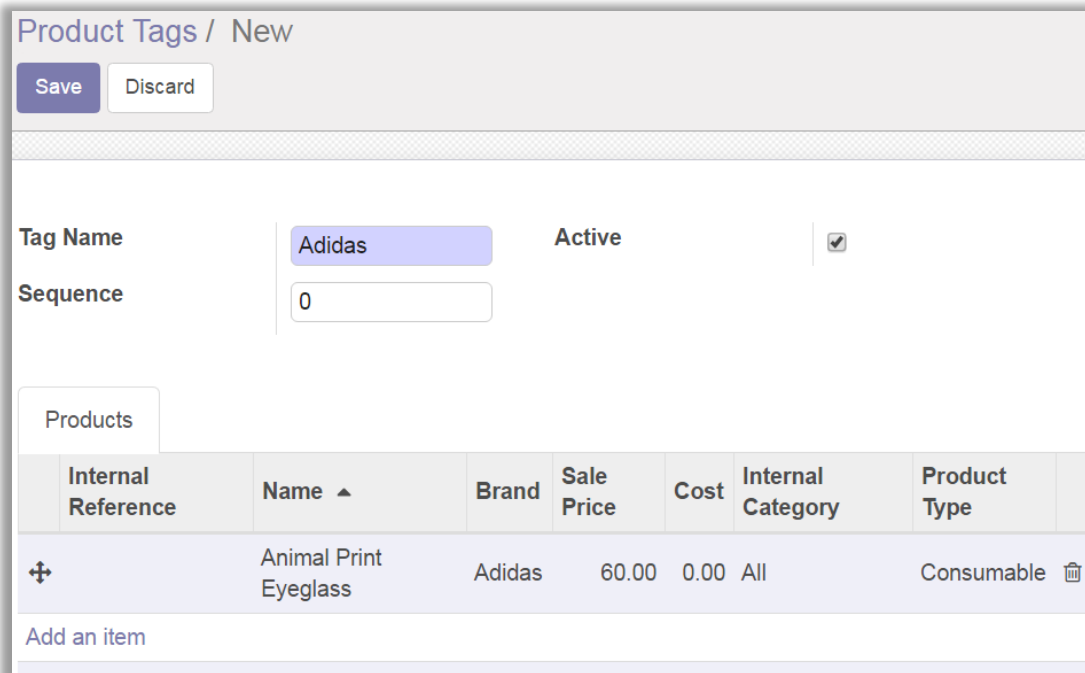 Product Tags / New
Save Discard
Tag Name Adidas Active
Sequence 0
Products
Internal Reference Name Brand Sale Price Cost Internal Category Product Type
Animal Print Eyeglass Adidas 60.00 0.00 All Consumable
Add an item